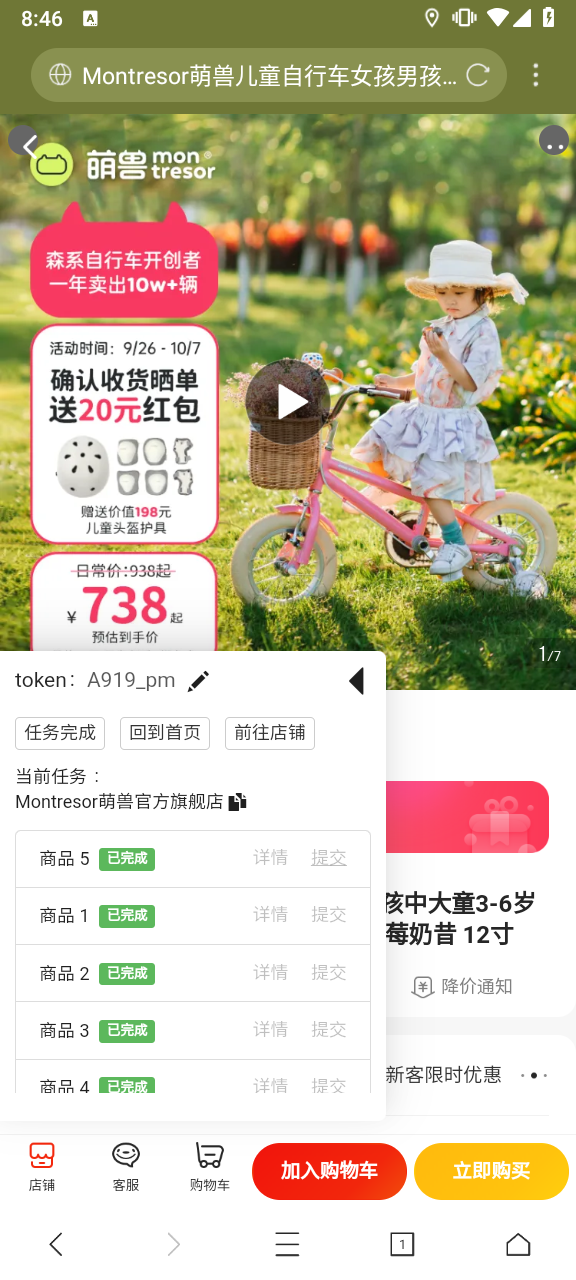 8:46
A
Montresor萌兽儿童自行车女孩男孩...
萌兽 mon tresor
森系自行车开创者
一年卖出10w+辆
活动时间：9/26 - 10/7
确认收货晒单
送20元红包
赠送价值198元
儿童头盔护具
日常价:938起
¥ 738起
预估到手价
1/7
token： A919_pm
任务完成 回到首页 前往店铺
当前任务 ：
Montresor萌兽官方旗舰店
商品 5 已完成 详情 提交
商品 1 已完成 详情 提交
商品 2 已完成 详情 提交
商品 3 已完成 详情 提交
商品 4 已完成 详情 提交
孩中大童3-6岁
莓奶昔 12寸
降价通知
新客限时优惠
店铺 客服 购物车 加入购物车 立即购买
1